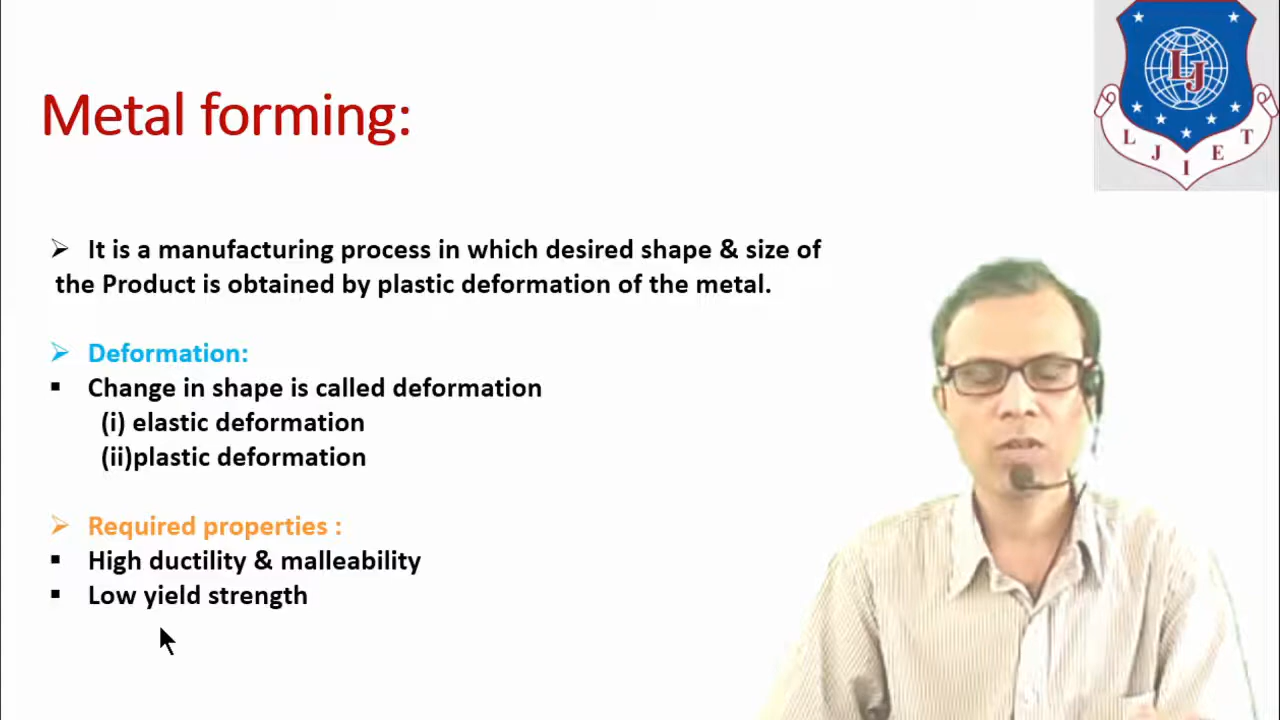 Metal forming:
➢ It is a manufacturing process in which desired shape & size of
the Product is obtained by plastic deformation of the metal.
➢ Deformation:
▪ Change in shape is called deformation
(i) elastic deformation
(ii)plastic deformation
➢ Required properties :
▪ High ductility & malleability
▪ Low yield strength
LJ
LJIET